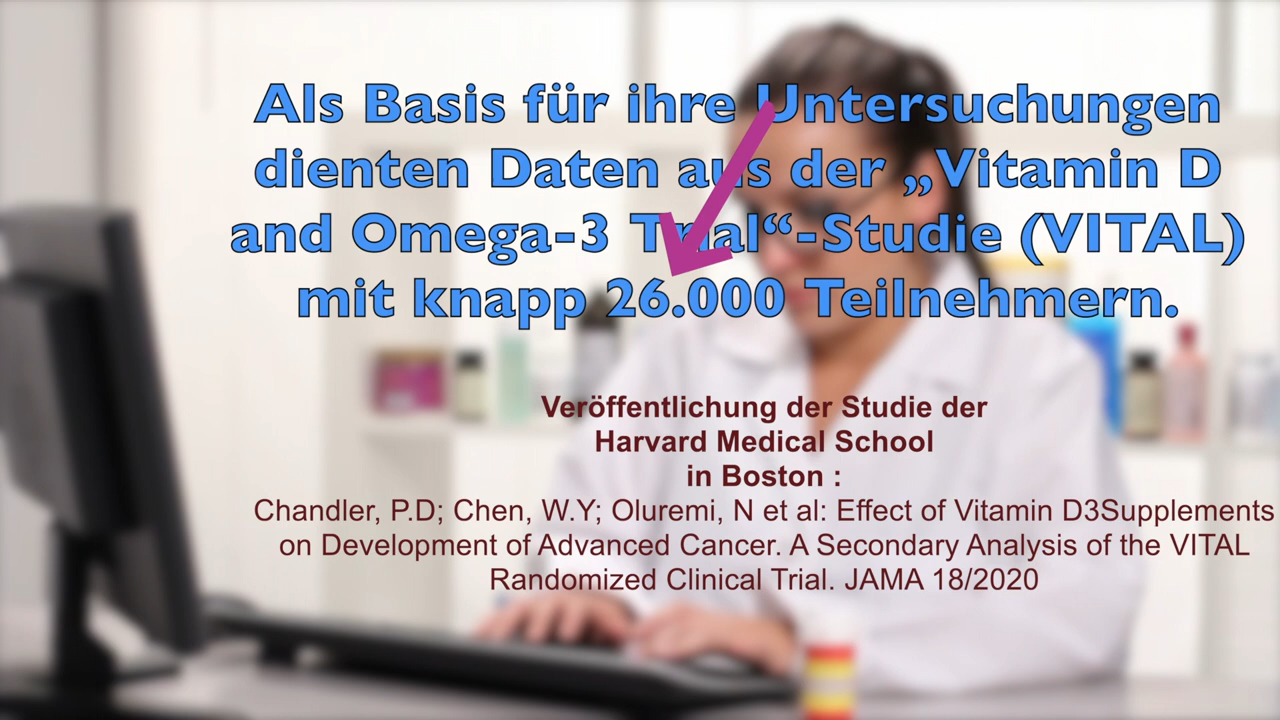 Als Basis für ihre Untersuchungen
dienten Daten aus der „Vitamin D
and Omega-3 Trial“-Studie (VITAL)
mit knapp 26.000 Teilnehmern.
Veröffentlichung der Studie der
Harvard Medical School
in Boston :
Chandler, P.D; Chen, W.Y; Oluremi, N et al: Effect of Vitamin D3Supplements
on Development of Advanced Cancer. A Secondary Analysis of the VITAL
Randomized Clinical Trial. JAMA 18/2020